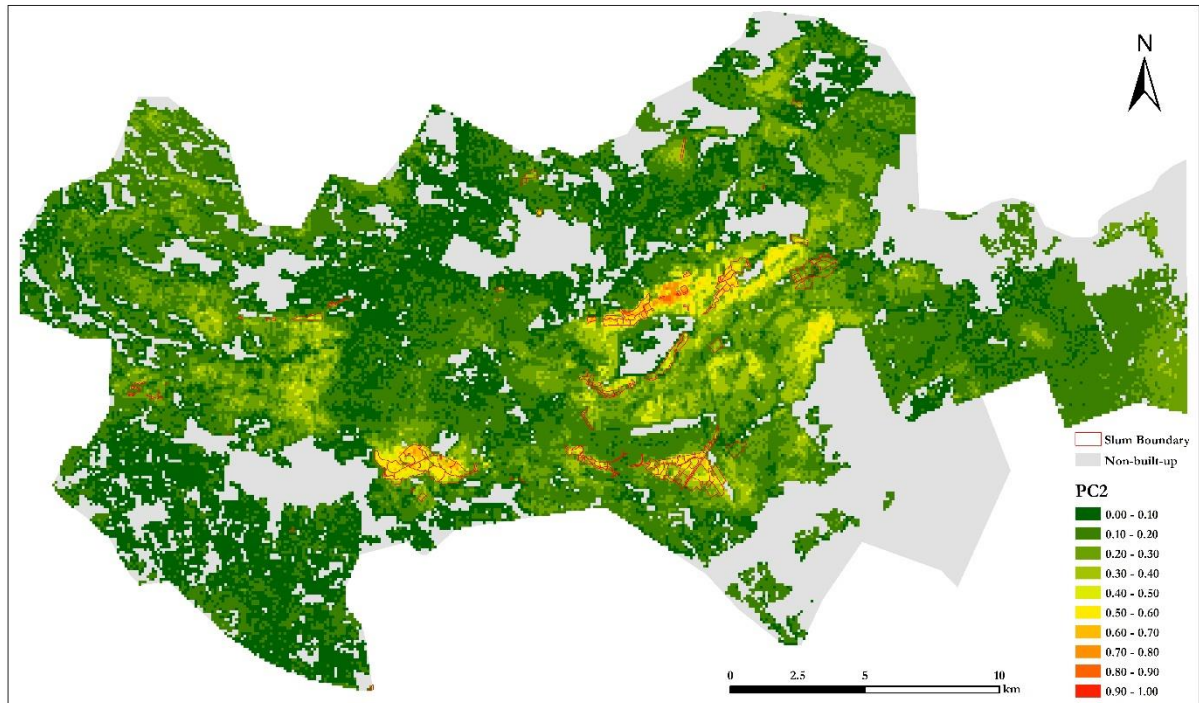 N
Slum Boundary
Non-built-up
PC2
0.00 - 0.10
0.10 - 0.20
0.20 - 0.30
0.30 - 0.40
0.40 - 0.50
0.50 - 0.60
0.60 - 0.70
0.70 - 0.80
0.80 - 0.90
0.90 - 1.00
0 2.5 5 10
km